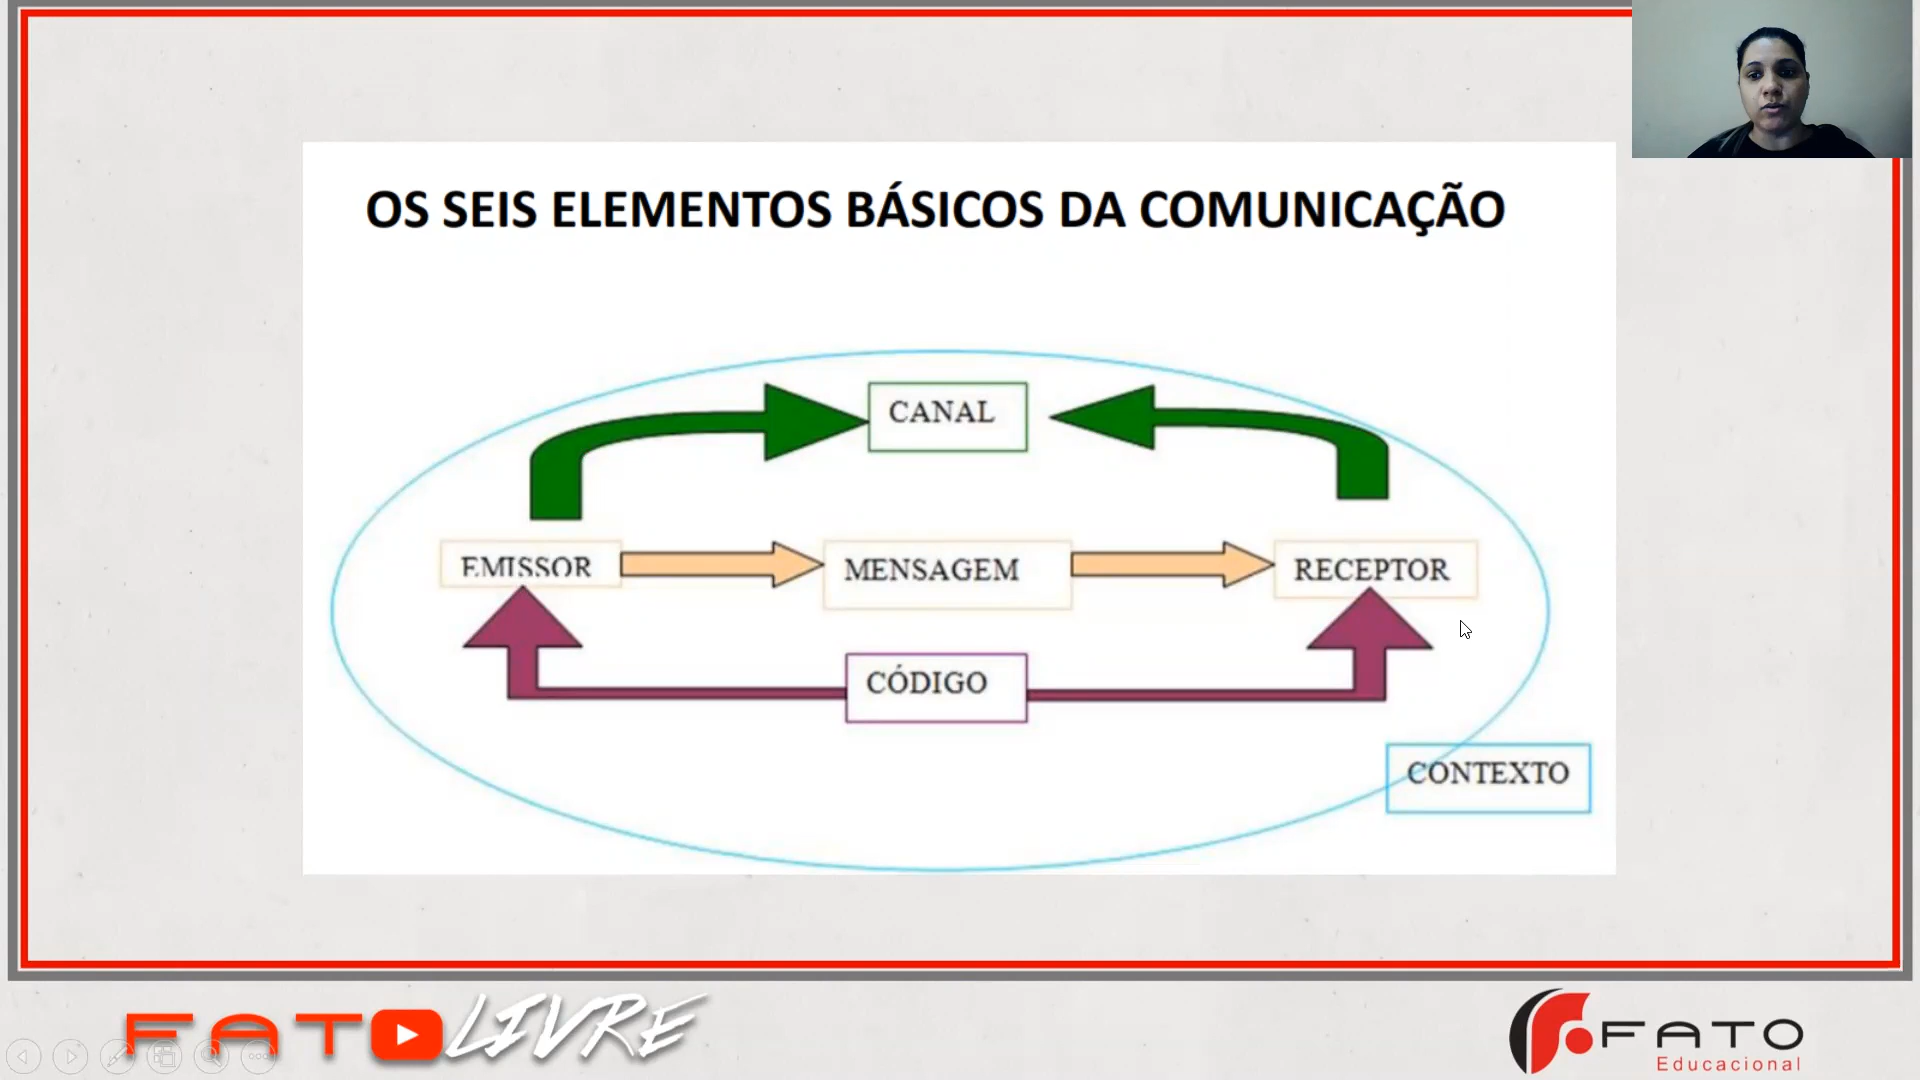 OS SEIS ELEMENTOS BÁSICOS DA COMUNICAÇÃO
CANAL
EMISSOR
MENSAGEM
RECEPTOR
CÓDIGO
CONTEXTO
FATO LIVRE
FATO
Educacional